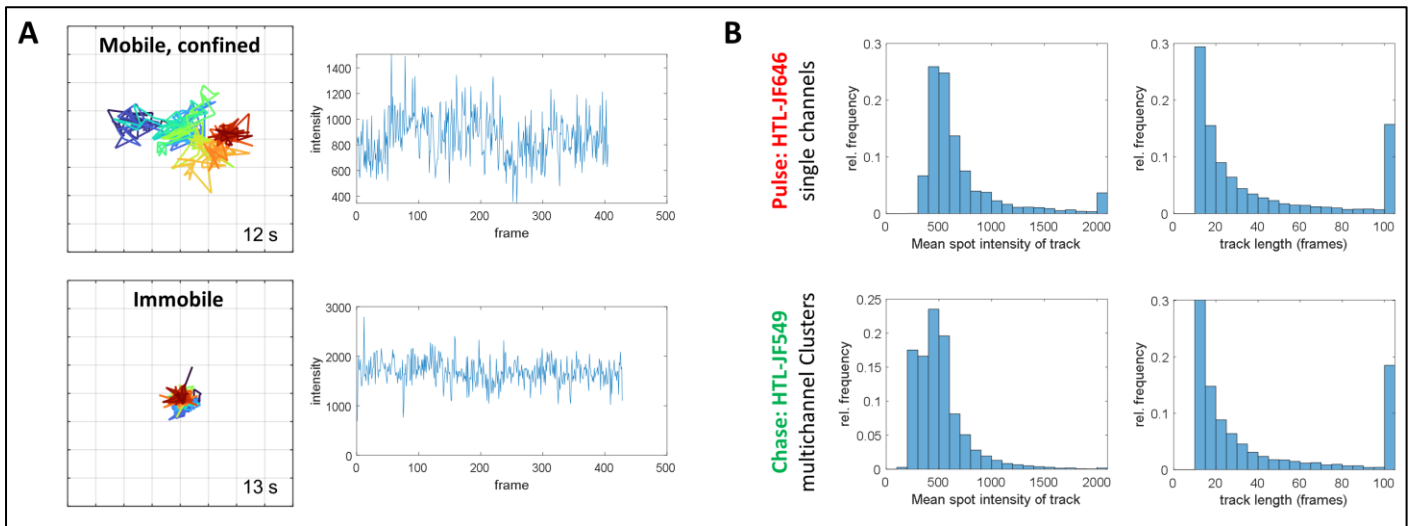 A
Mobile, confined
12 s
1400
1200
1000
800
600
400
intensity
0 100 200 300 400 500
frame
Immobile
13 s
3000
2000
1000
0
intensity
0 100 200 300 400 500
frame
B
Pulse: HTL-JF646
single channels
0.3
0.2
0.1
0
rel. frequency
0 500 1000 1500 2000
Mean spot intensity of track
0.3
0.2
0.1
0
rel. frequency
0 20 40 60 80 100
track length (frames)
Chase: HTL-JF549
multichannel Clusters
0.25
0.2
0.15
0.1
0.05
0
rel. frequency
0 500 1000 1500 2000
Mean spot intensity of track
0.3
0.2
0.1
0
rel. frequency
0 20 40 60 80 100
track length (frames)